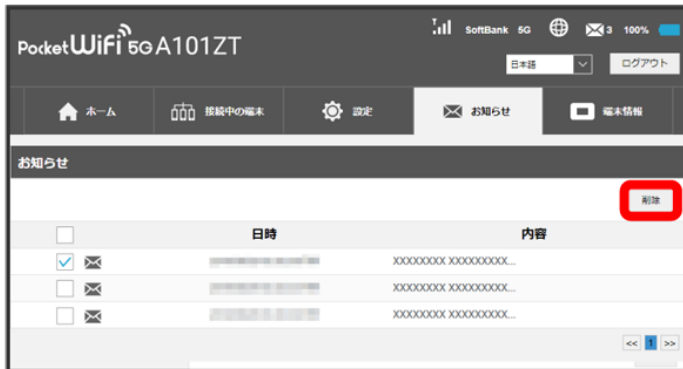 SoftBank 5G 3 100%
Pocket WiFi 5G A101ZT
日本語 ログアウト
ホーム 接続中の端末 設定 お知らせ 端末情報
お知らせ
削除
日時 内容
XXXXXXXX XXXXXXXXX...
XXXXXXXX XXXXXXXXX...
XXXXXXXX XXXXXXXXX...
<< 1 >>